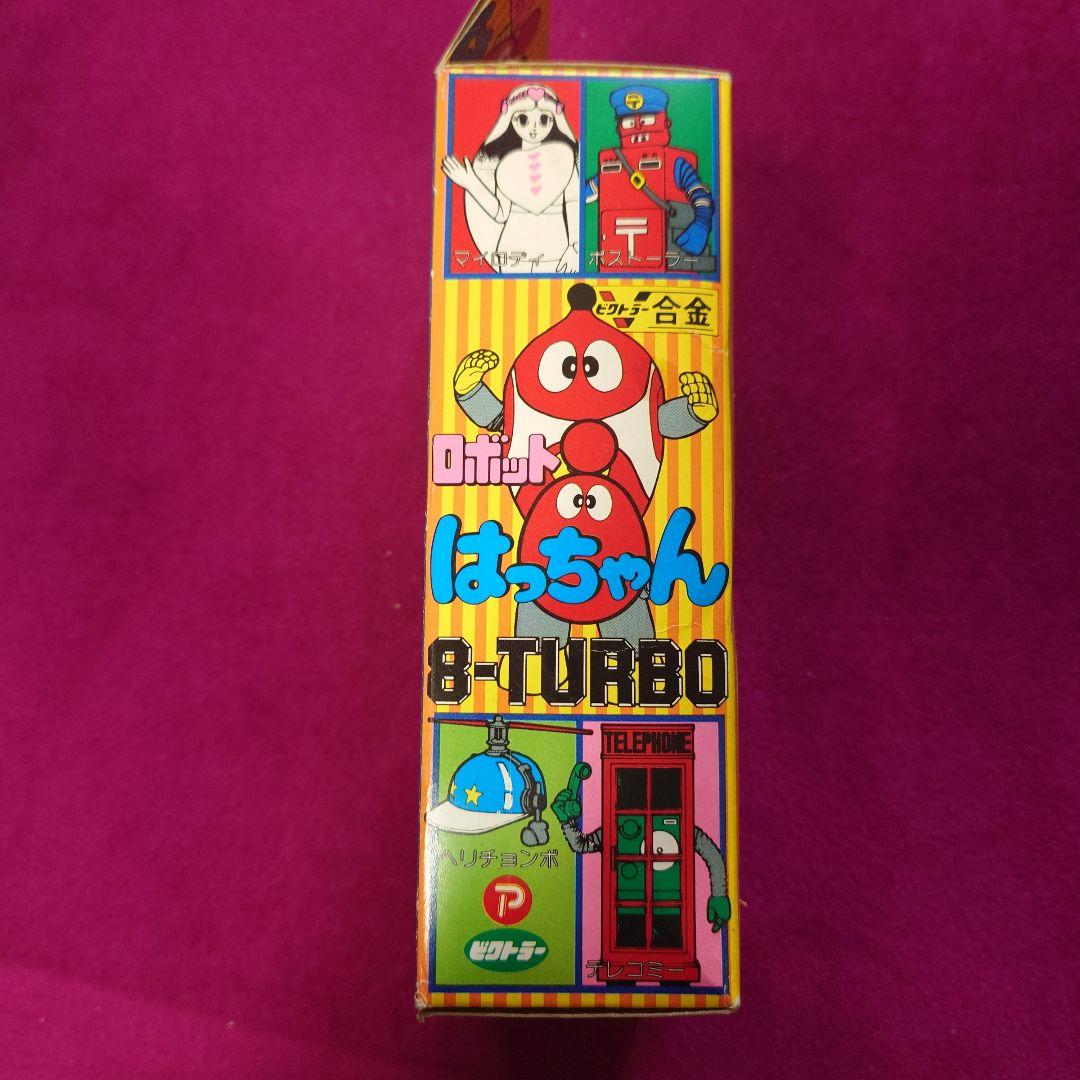 マイロディ
ポストーラー
〒
ビクトラー合金
ロボット
はっちゃん
8-TURBO
TELEPHONE
ヘリチョンボ
ア
ビクトラー
テレコミー